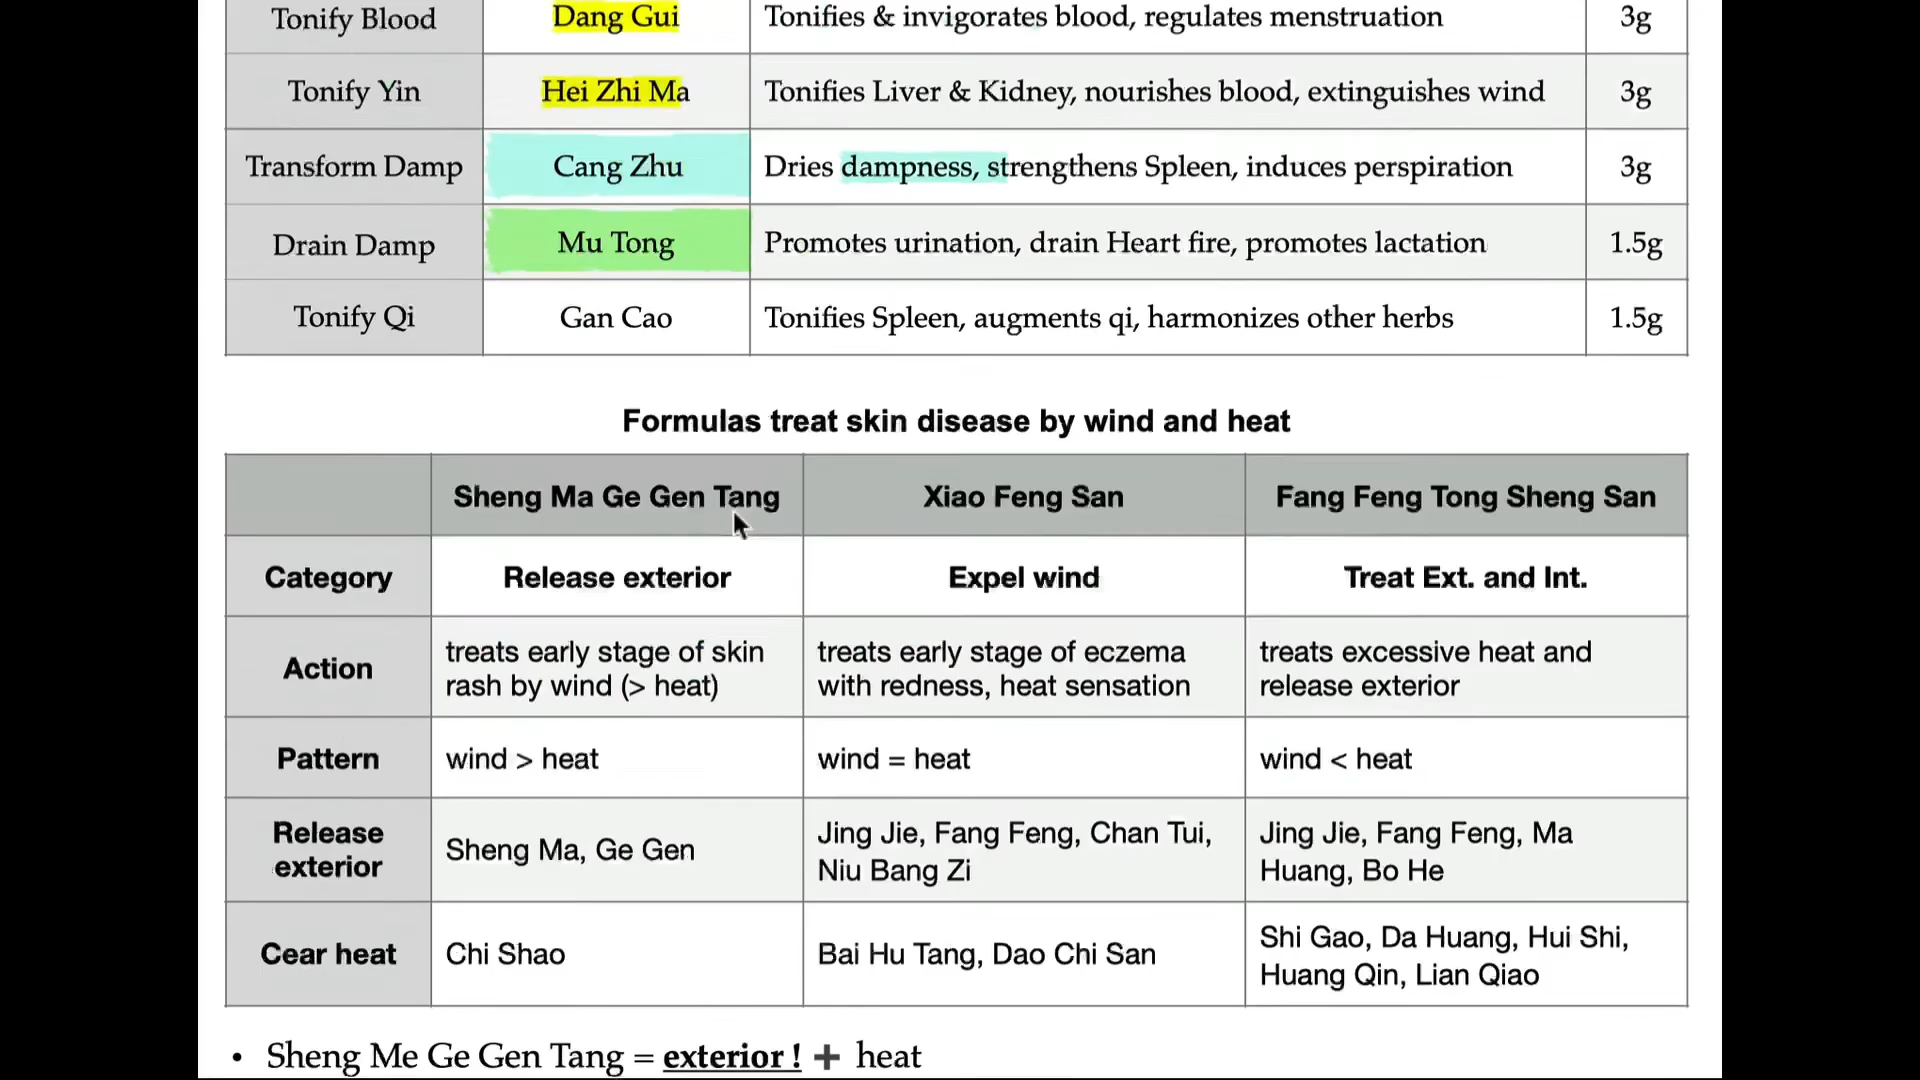 Tonify Blood Dang Gui Tonifies & invigorates blood, regulates menstruation 3g
Tonify Yin Hei Zhi Ma Tonifies Liver & Kidney, nourishes blood, extinguishes wind 3g
Transform Damp Cang Zhu Dries dampness, strengthens Spleen, induces perspiration 3g
Drain Damp Mu Tong Promotes urination, drain Heart fire, promotes lactation 1.5g
Tonify Qi Gan Cao Tonifies Spleen, augments qi, harmonizes other herbs 1.5g
Formulas treat skin disease by wind and heat
Sheng Ma Ge Gen Tang Xiao Feng San Fang Feng Tong Sheng San
Category Release exterior Expel wind Treat Ext. and Int.
Action
treats early stage of skin
rash by wind (> heat)
treats early stage of eczema
with redness, heat sensation
treats excessive heat and
release exterior
Pattern wind > heat wind = heat wind < heat
Release
exterior
Sheng Ma, Ge Gen
Jing Jie, Fang Feng, Chan Tui,
Niu Bang Zi
Jing Jie, Fang Feng, Ma
Huang, Bo He
Cear heat
Chi Shao
Bai Hu Tang, Dao Chi San
Shi Gao, Da Huang, Hui Shi,
Huang Qin, Lian Qiao
• Sheng Me Ge Gen Tang = exterior ! ➕ heat